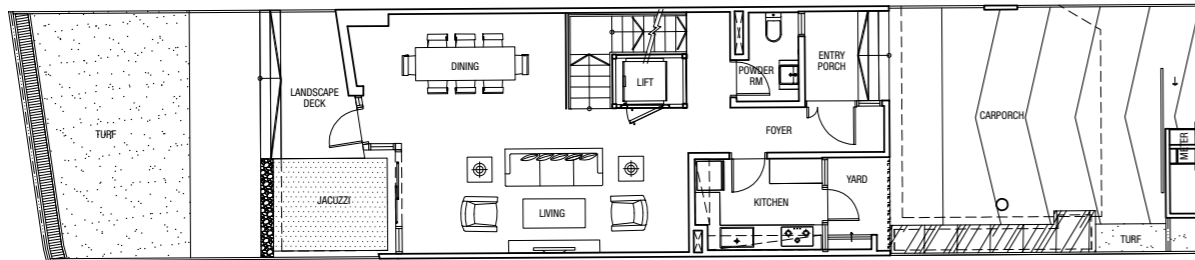 TURF
LANDSCAPE
DECK
JACUZZI
DINING
LIVING
LIFT
POWDER
RM
ENTRY
PORCH
FOYER
KITCHEN
YARD
CARPORCH
METER
TURF